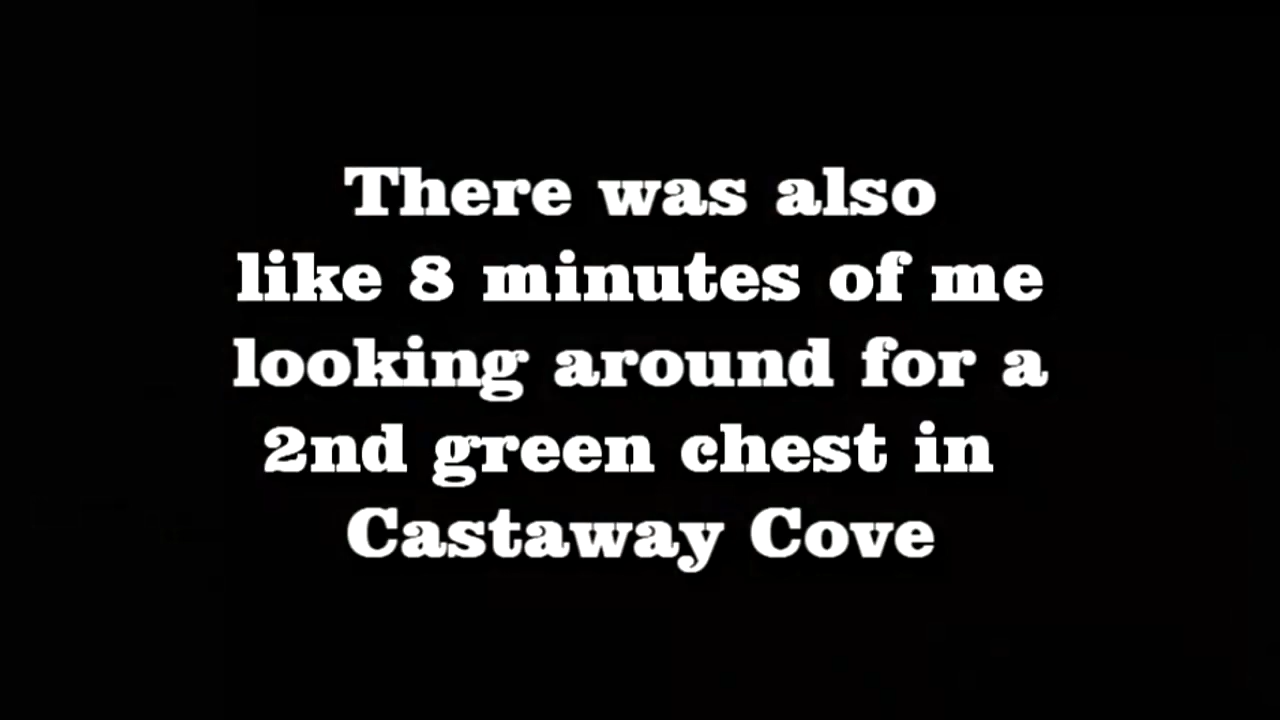 There was also
like 8 minutes of me
looking around for a
2nd green chest in
Castaway Cove